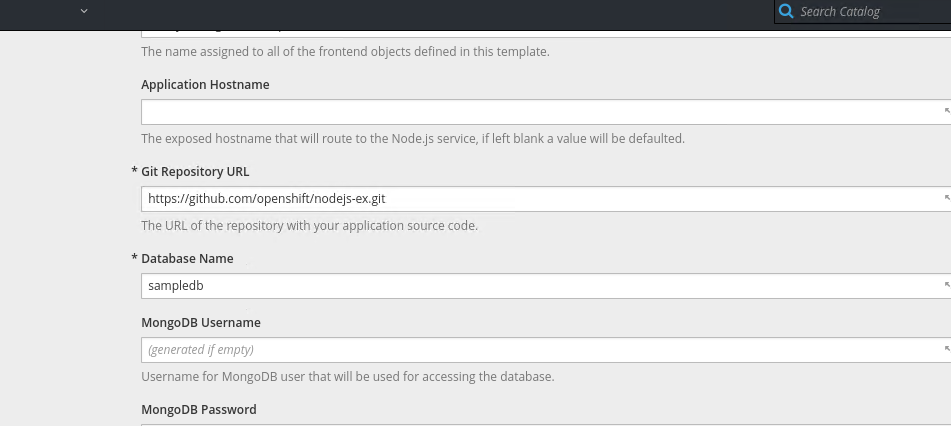 Search Catalog
The name assigned to all of the frontend objects defined in this template.
Application Hostname
The exposed hostname that will route to the Node.js service, if left blank a value will be defaulted.
* Git Repository URL
https://github.com/openshift/nodejs-ex.git
The URL of the repository with your application source code.
* Database Name
sampledb
MongoDB Username
(generated if empty)
Username for MongoDB user that will be used for accessing the database.
MongoDB Password